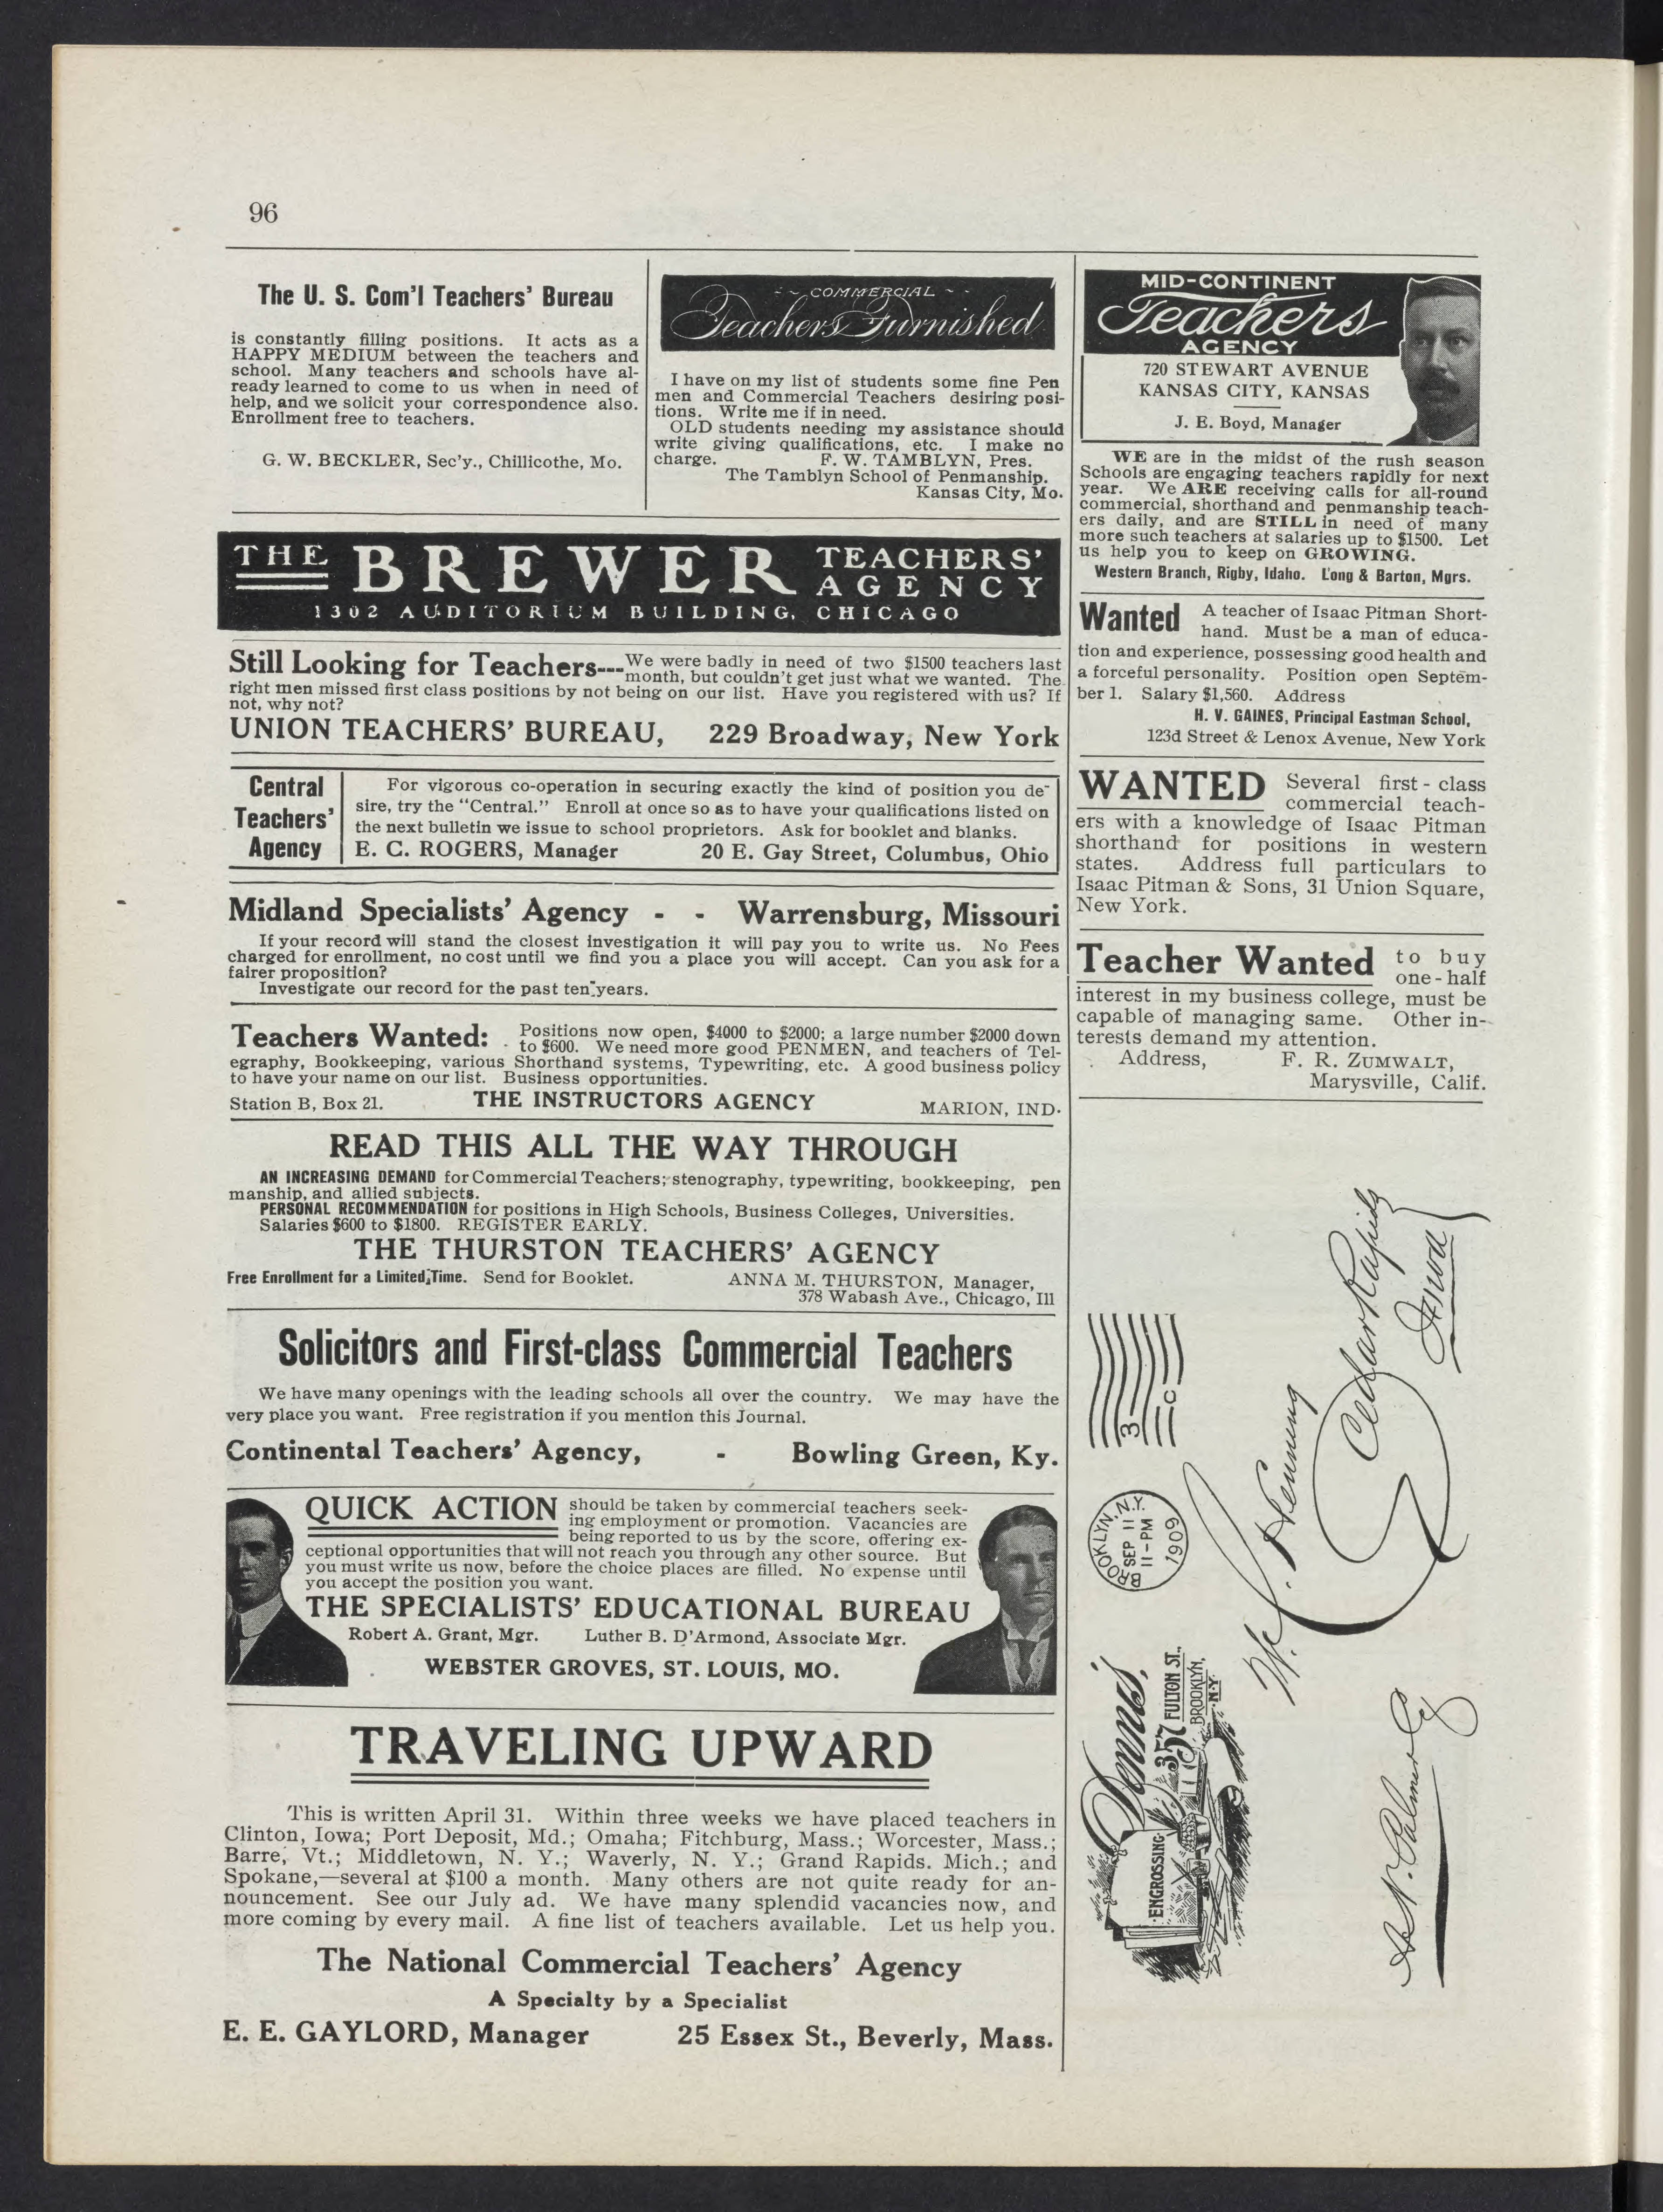 96
The U. S. Com'l Teachers' Bureau
is constantly filling positions. It acts as a
HAPPY MEDIUM between the teachers and
school. Many teachers and schools have al-
ready learned to come to us when in need of
help, and we solicit your correspondence also.
Enrollment free to teachers.
G. W. BECKLER, Sec'y., Chillicothe, Mo.
COMMERCIAL
Teachers Furnished
I have on my list of students some fine Pen
men and Commercial Teachers desiring posi-
tions. Write me if in need.
OLD students needing my assistance should
write giving qualifications, etc. I make no
charge. F. W. TAMBLYN, Pres.
The Tamblyn School of Penmanship.
Kansas City, Mo.
THE BREWER TEACHERS'
AGENCY
1302 AUDITORIUM BUILDING, CHICAGO
Still Looking for Teachers---We were badly in need of two $1500 teachers last
month, but couldn't get just what we wanted. The
right men missed first class positions by not being on our list. Have you registered with us? If
not, why not?
UNION TEACHERS' BUREAU, 229 Broadway, New York
Central
Teachers'
Agency
For vigorous co-operation in securing exactly the kind of position you de-
sire, try the "Central." Enroll at once so as to have your qualifications listed on
the next bulletin we issue to school proprietors. Ask for booklet and blanks.
E. C. ROGERS, Manager 20 E. Gay Street, Columbus, Ohio
Midland Specialists' Agency - - Warrensburg, Missouri
If your record will stand the closest investigation it will pay you to write us. No Fees
charged for enrollment, no cost until we find you a place you will accept. Can you ask for a
fairer proposition?
Investigate our record for the past ten years.
Teachers Wanted: Positions now open, $4000 to $2000; a large number $2000 down
to $600. We need more good PENMEN, and teachers of Tel-
egraphy, Bookkeeping, various Shorthand systems, Typewriting, etc. A good business policy
to have your name on our list. Business opportunities.
Station B, Box 21. THE INSTRUCTORS AGENCY MARION, IND.
READ THIS ALL THE WAY THROUGH
AN INCREASING DEMAND for Commercial Teachers; stenography, typewriting, bookkeeping, pen
manship, and allied subjects.
PERSONAL RECOMMENDATION for positions in High Schools, Business Colleges, Universities.
Salaries $600 to $1800. REGISTER EARLY.
THE THURSTON TEACHERS' AGENCY
Free Enrollment for a Limited Time. Send for Booklet. ANNA M. THURSTON, Manager,
378 Wabash Ave., Chicago, Ill
Solicitors and First-class Commercial Teachers
We have many openings with the leading schools all over the country. We may have the
very place you want. Free registration if you mention this Journal.
Continental Teachers' Agency, - Bowling Green, Ky.
QUICK ACTION should be taken by commercial teachers seek-
ing employment or promotion. Vacancies are
being reported to us by the score, offering ex-
ceptional opportunities that will not reach you through any other source. But
you must write us now, before the choice places are filled. No expense until
you accept the position you want.
THE SPECIALISTS' EDUCATIONAL BUREAU
Robert A. Grant, Mgr. Luther B. D'Armond, Associate Mgr.
WEBSTER GROVES, ST. LOUIS, MO.
TRAVELING UPWARD
This is written April 31. Within three weeks we have placed teachers in
Clinton, Iowa; Port Deposit, Md.; Omaha; Fitchburg, Mass.; Worcester, Mass.;
Barre, Vt.; Middletown, N. Y.; Waverly, N. Y.; Grand Rapids. Mich.; and
Spokane,—several at $100 a month. Many others are not quite ready for an-
nouncement. See our July ad. We have many splendid vacancies now, and
more coming by every mail. A fine list of teachers available. Let us help you.
The National Commercial Teachers' Agency
A Specialty by a Specialist
E. E. GAYLORD, Manager 25 Essex St., Beverly, Mass.
MID-CONTINENT
Teachers
AGENCY
720 STEWART AVENUE
KANSAS CITY, KANSAS
J. E. Boyd, Manager
WE are in the midst of the rush season
Schools are engaging teachers rapidly for next
year. We ARE receiving calls for all-round
commercial, shorthand and penmanship teach-
ers daily, and are STILL in need of many
more such teachers at salaries up to $1500. Let
us help you to keep on GROWING.
Western Branch, Rigby, Idaho. Long & Barton, Mgrs.
Wanted A teacher of Isaac Pitman Short-
hand. Must be a man of educa-
tion and experience, possessing good health and
a forceful personality. Position open Septem-
ber 1. Salary $1,560. Address
H. V. GAINES, Principal Eastman School,
123d Street & Lenox Avenue, New York
WANTED Several first-class
commercial teach-
ers with a knowledge of Isaac Pitman
shorthand for positions in western
states. Address full particulars to
Isaac Pitman & Sons, 31 Union Square,
New York.
Teacher Wanted to buy
one-half
interest in my business college, must be
capable of managing same. Other in-
terests demand my attention.
Address, F. R. ZUMWALT,
Marysville, Calif.
Dennis,
ENGROSSING
357 FULTON ST.,
BROOKLYN,
N.Y.
BROOKLYN, N.Y.
SEP 11
11-PM
1909
3
C
W. C. Henning
Cedar Rapids
Iowa
A. N. Palmer Co